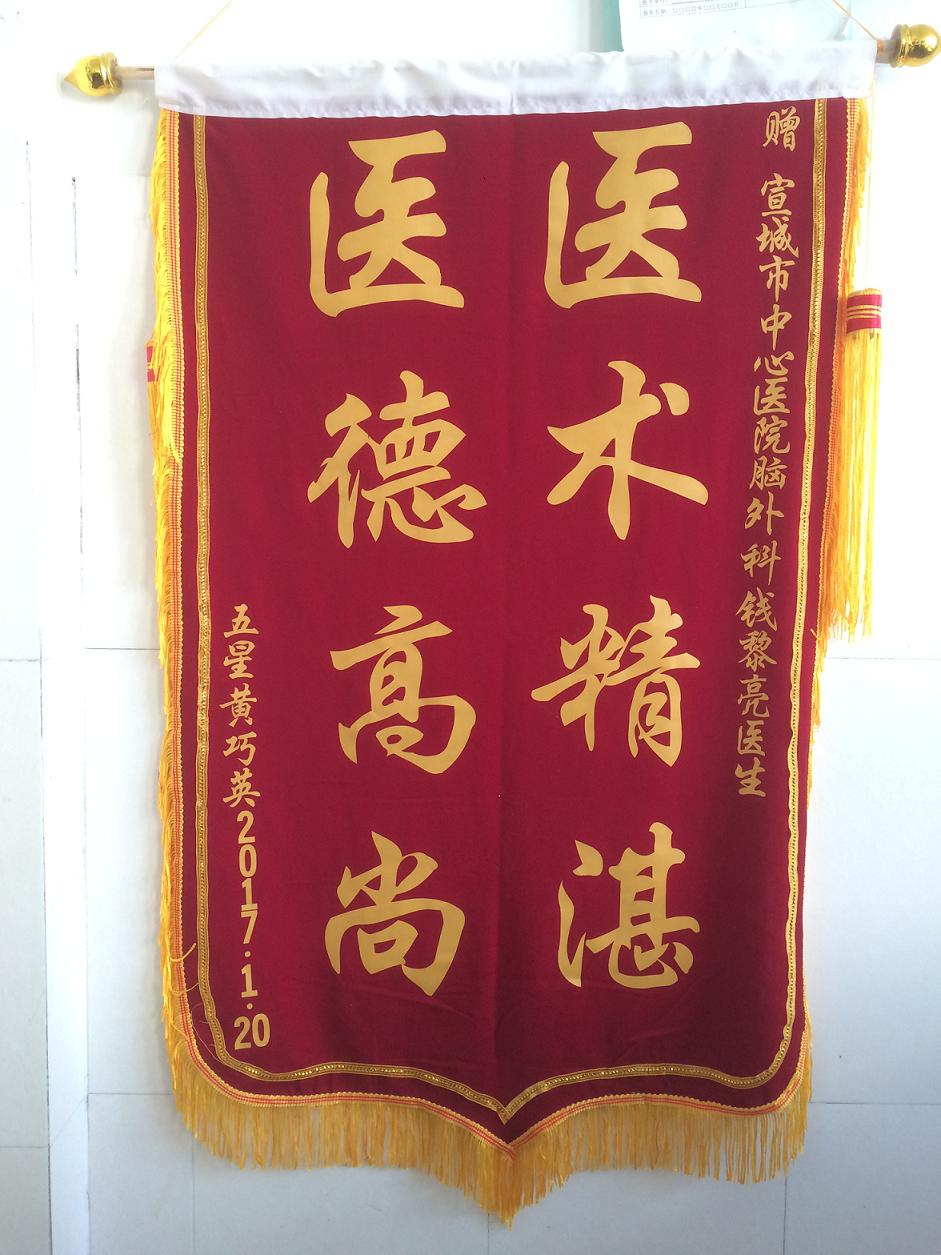 赠 宣城市中心医院脑外科钱黎亮医生
医术精湛
医德高尚
五星黄巧英2017.1.20